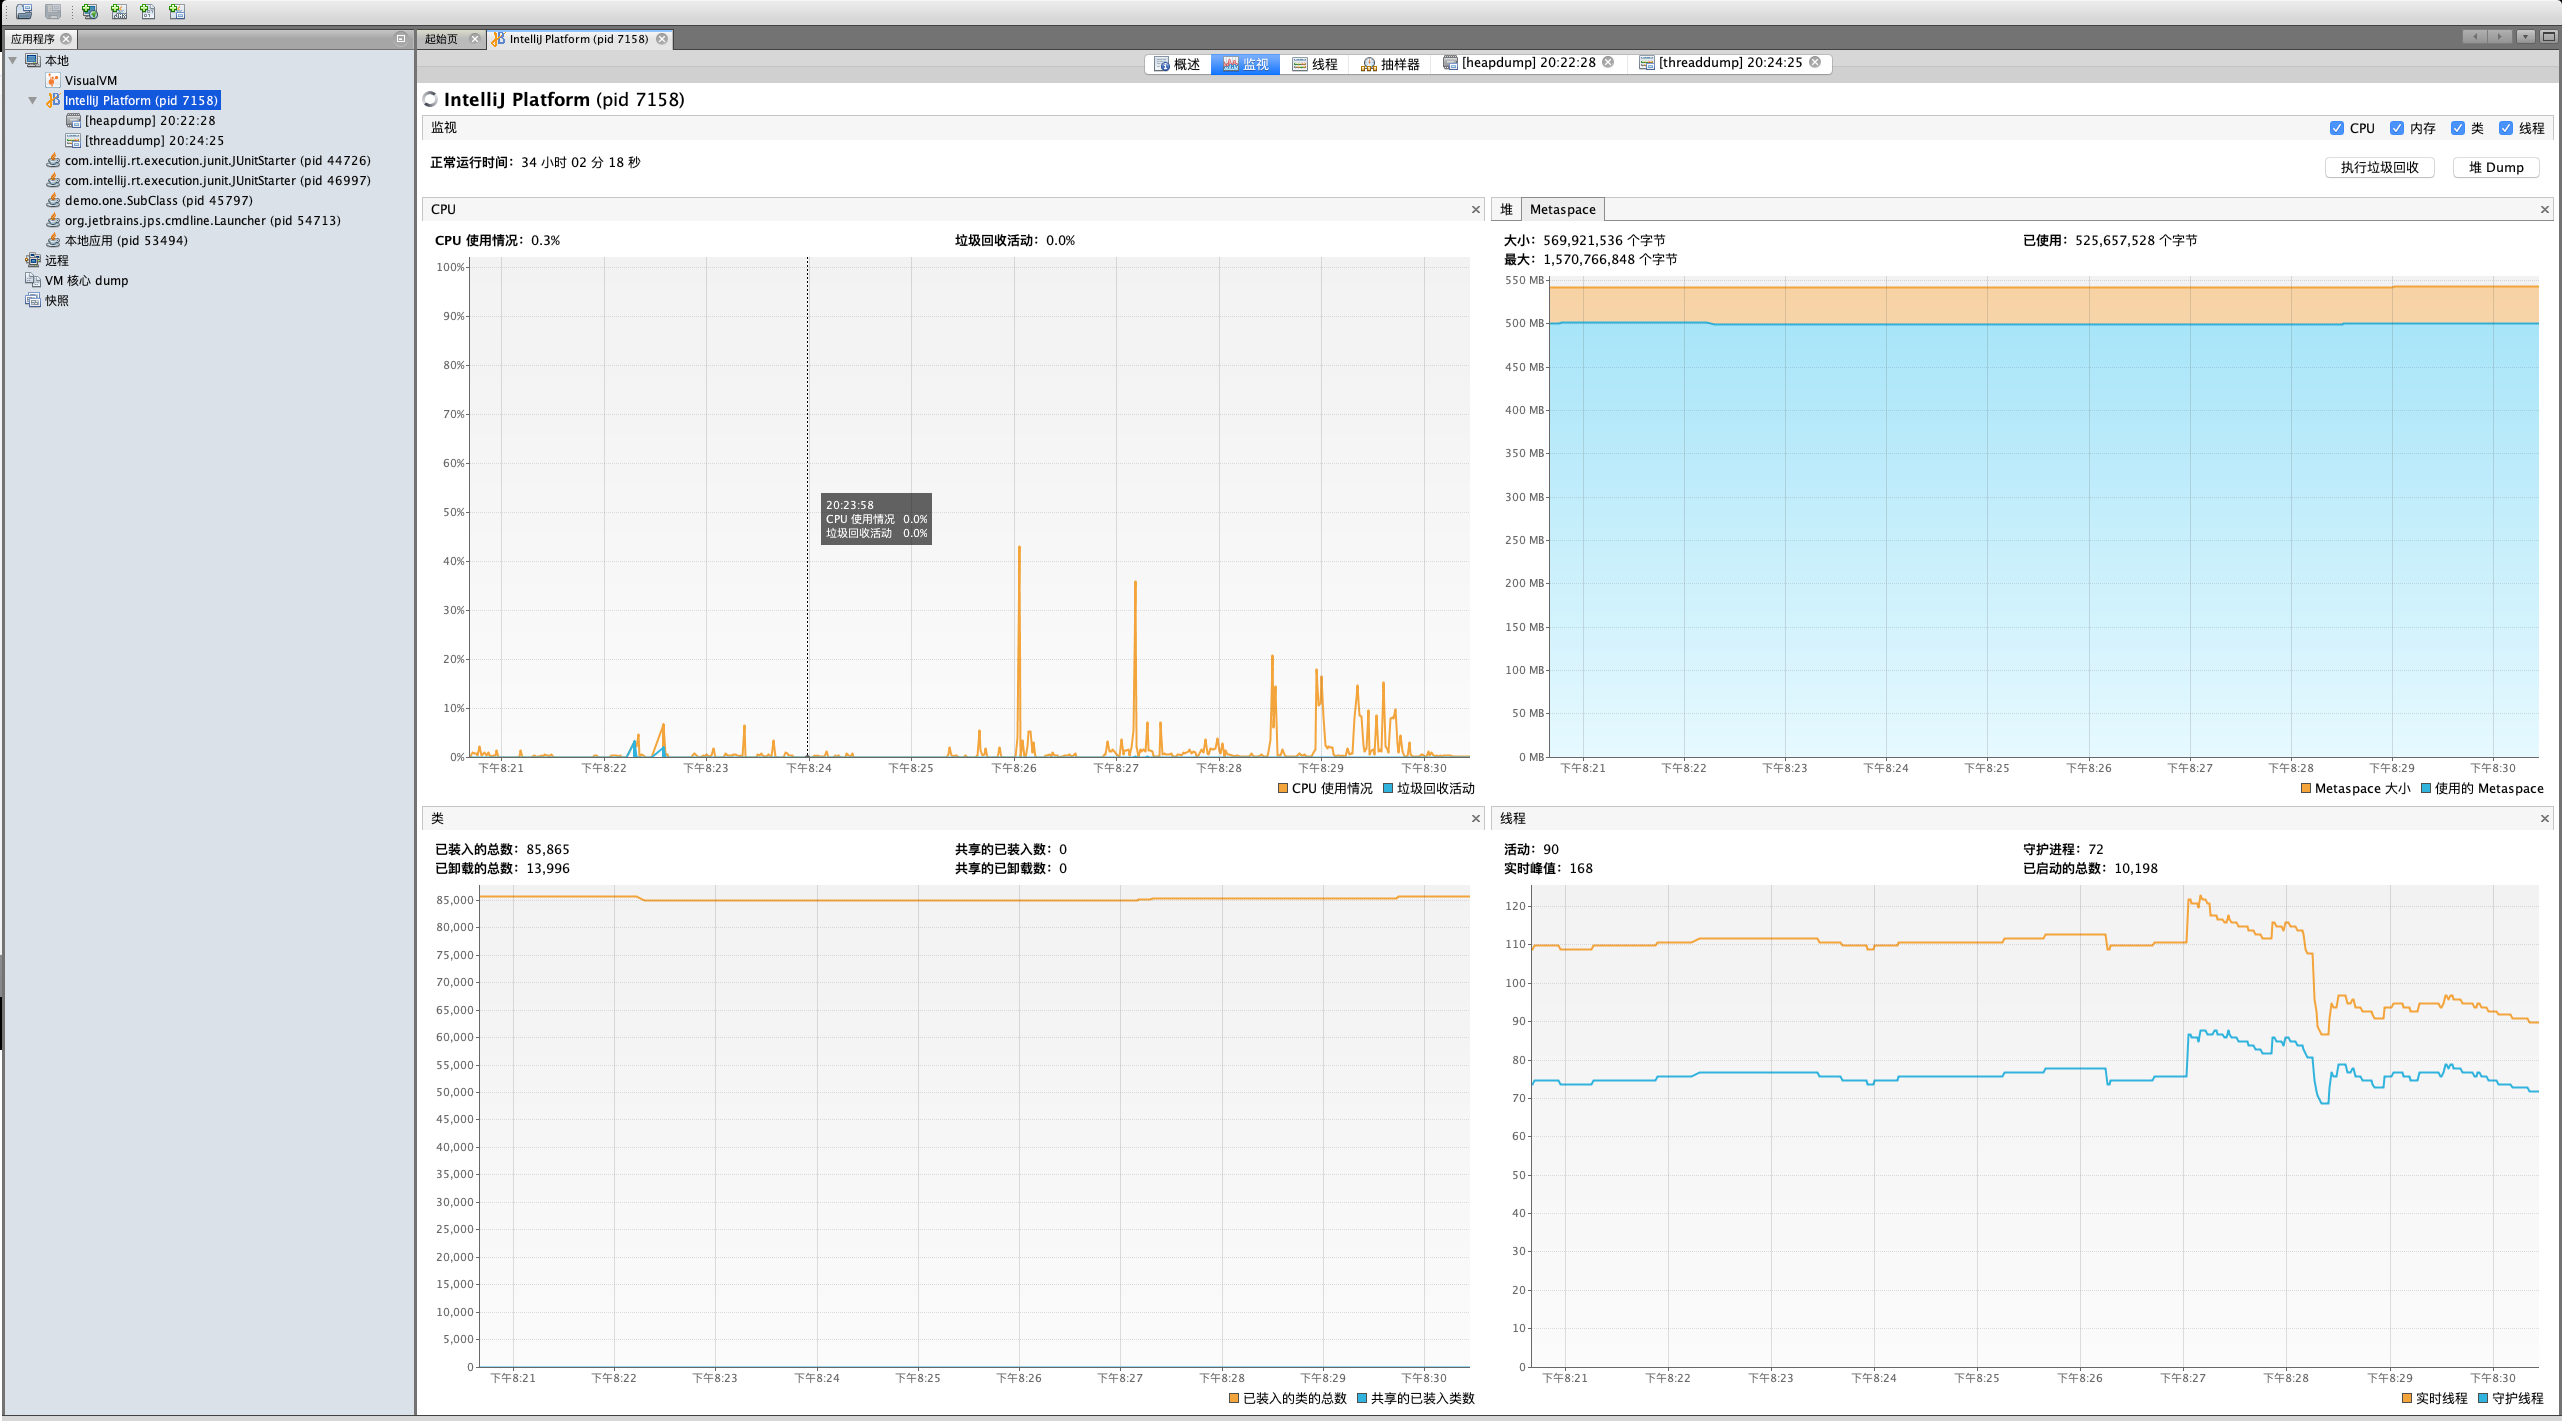 应用程序
本地
VisualVM
IntelliJ Platform (pid 7158)
[heapdump] 20:22:28
[threaddump] 20:24:25
com.intellij.rt.execution.junit.JUnitStarter (pid 44726)
com.intellij.rt.execution.junit.JUnitStarter (pid 46997)
demo.one.SubClass (pid 45797)
org.jetbrains.jps.cmdline.Launcher (pid 54713)
本地应用 (pid 53494)
远程
VM 核心 dump
快照
起始页 IntelliJ Platform (pid 7158)
概述 监视 线程 抽样器 [heapdump] 20:22:28 [threaddump] 20:24:25
IntelliJ Platform (pid 7158)
监视 CPU 内存 类 线程
正常运行时间: 34 小时 02 分 18 秒 执行垃圾回收 堆 Dump
CPU
CPU 使用情况: 0.3% 垃圾回收活动: 0.0%
100%
90%
80%
70%
60%
50%
40%
30%
20%
10%
0%
20:23:58
CPU 使用情况 0.0%
垃圾回收活动 0.0%
下午8:21 下午8:22 下午8:23 下午8:24 下午8:25 下午8:26 下午8:27 下午8:28 下午8:29 下午8:30
CPU 使用情况 垃圾回收活动
堆 Metaspace
大小: 569,921,536 个字节 已使用: 525,657,528 个字节
最大: 1,570,766,848 个字节
550 MB
500 MB
450 MB
400 MB
350 MB
300 MB
250 MB
200 MB
150 MB
100 MB
50 MB
0 MB
下午8:21 下午8:22 下午8:23 下午8:24 下午8:25 下午8:26 下午8:27 下午8:28 下午8:29 下午8:30
Metaspace 大小 使用的 Metaspace
类
已装入的总数: 85,865 共享的已装入数: 0
已卸载的总数: 13,996 共享的已卸载数: 0
85,000
80,000
75,000
70,000
65,000
60,000
55,000
50,000
45,000
40,000
35,000
30,000
25,000
20,000
15,000
10,000
5,000
0
下午8:21 下午8:22 下午8:23 下午8:24 下午8:25 下午8:26 下午8:27 下午8:28 下午8:29 下午8:30
已装入的类的总数 共享的已装入类数
线程
活动: 90 守护进程: 72
实时峰值: 168 已启动的总数: 10,198
120
110
100
90
80
70
60
50
40
30
20
10
0
下午8:21 下午8:22 下午8:23 下午8:24 下午8:25 下午8:26 下午8:27 下午8:28 下午8:29 下午8:30
实时线程 守护线程